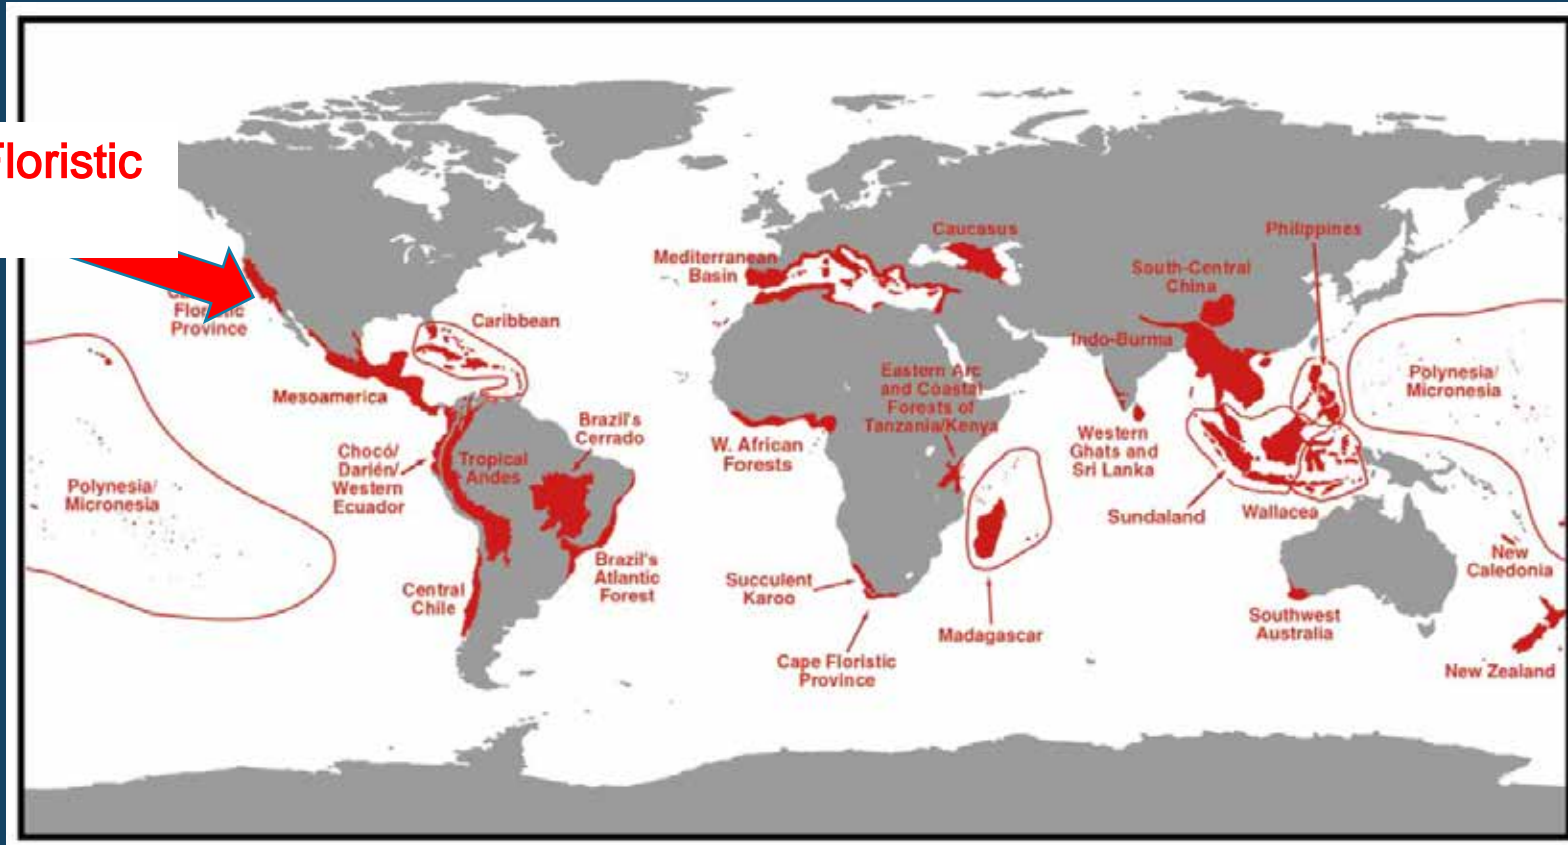 Floristic
Province
Caribbean
Mesoamerica
Polynesia/
Micronesia
Chocó/
Darién/
Western
Ecuador
Tropical
Andes
Brazil's
Cerrado
Brazil's
Atlantic
Forest
Central
Chile
Mediterranean
Basin
Caucasus
W. African
Forests
Eastern Arc
and Coastal
Forests of
Tanzania/Kenya
Succulent
Karoo
Cape Floristic
Province
Madagascar
Western
Ghats and
Sri Lanka
Indo-Burma
South-Central
China
Philippines
Sundaland
Wallacea
Polynesia/
Micronesia
Southwest
Australia
New
Caledonia
New Zealand